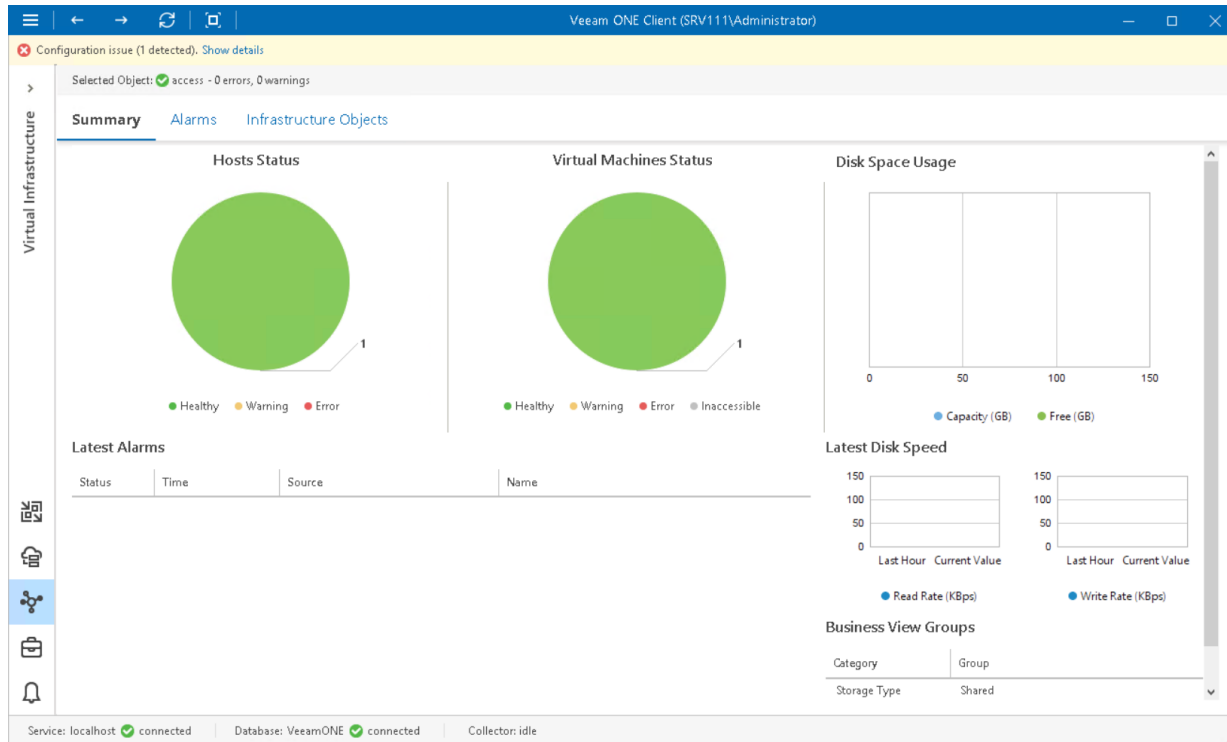 Veeam ONE Client (SRV111\Administrator)
Configuration issue (1 detected). Show details
Selected Object: access - 0 errors, 0 warnings
Virtual Infrastructure
Summary Alarms Infrastructure Objects
Hosts Status
1
Healthy Warning Error
Virtual Machines Status
1
Healthy Warning Error Inaccessible
Disk Space Usage
0 50 100 150
Capacity (GB) Free (GB)
Latest Alarms
Status Time Source Name
Latest Disk Speed
150
100
50
0
Last Hour Current Value
Read Rate (KBps)
150
100
50
0
Last Hour Current Value
Write Rate (KBps)
Business View Groups
Category Group
Storage Type Shared
Service: localhost connected Database: VeeamONE connected Collector: idle